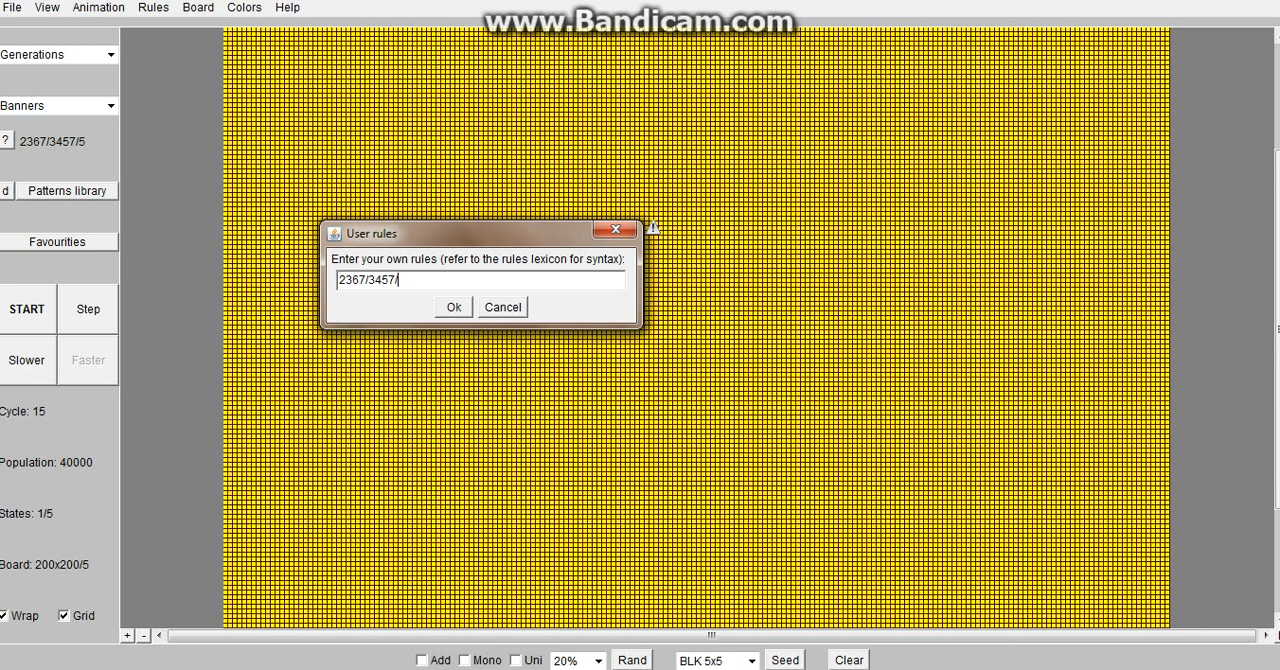 File View Animation Rules Board Colors Help
www.Bandicam.com
Generations
Banners
? 2367/3457/5
d Patterns library
Favourities
User rules
Enter your own rules (refer to the rules lexicon for syntax):
2367/3457/
Ok Cancel
START Step
Slower Faster
Cycle: 15
Population: 40000
States: 1/5
Board: 200x200/5
Wrap Grid
+ -
Add Mono Uni 20% Rand BLK 5x5 Seed Clear